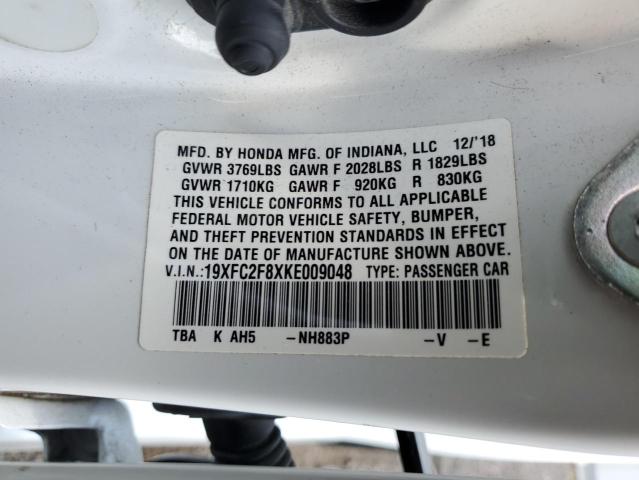 MFD. BY HONDA MFG. OF INDIANA, LLC 12/'18
GVWR 3769LBS GAWR F 2028LBS R 1829LBS
GVWR 1710KG GAWR F 920KG R 830KG
THIS VEHICLE CONFORMS TO ALL APPLICABLE
FEDERAL MOTOR VEHICLE SAFETY, BUMPER,
AND THEFT PREVENTION STANDARDS IN EFFECT
ON THE DATE OF MANUFACTURE SHOWN ABOVE.
V.I.N.:19XFC2F8XKE009048 TYPE: PASSENGER CAR
TBA K AH5 -NH883P -V -E